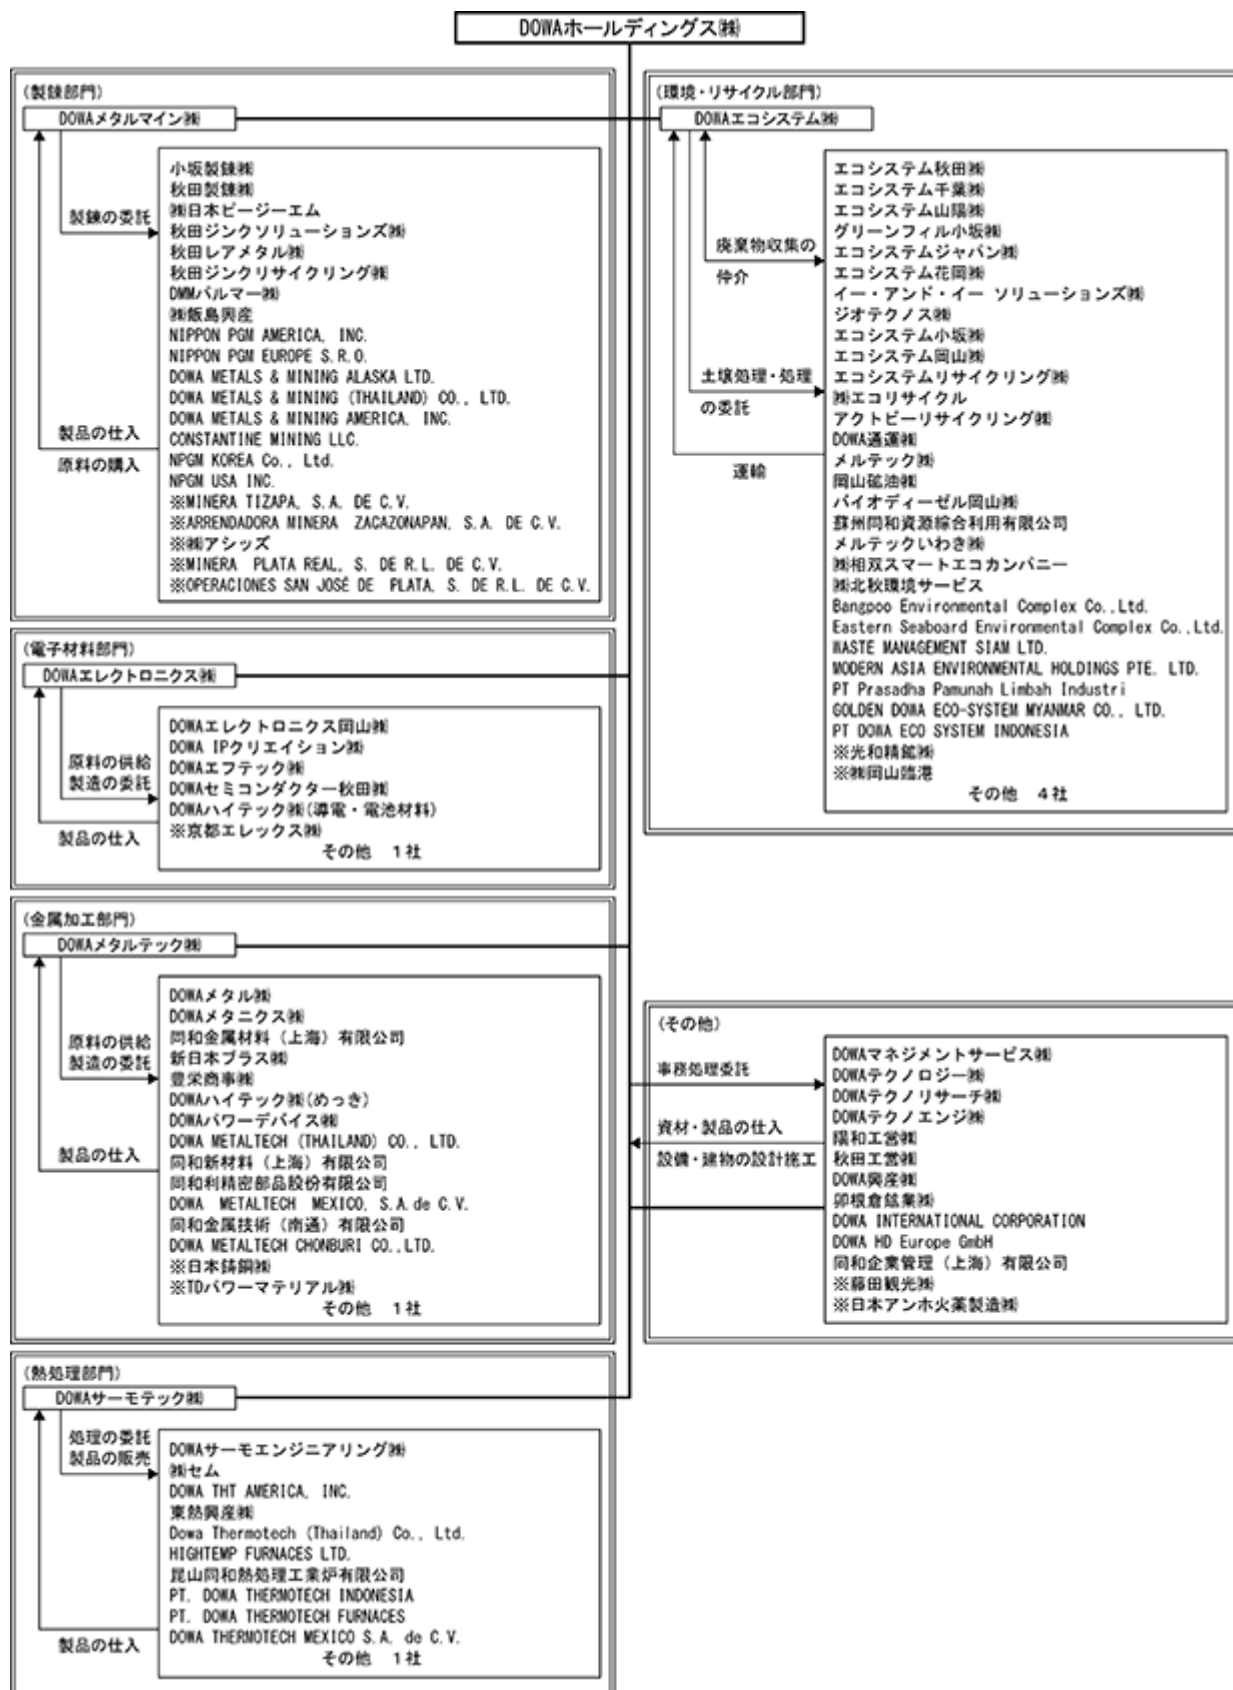 DOWAホールディングス㈱
(製錬部門)
DOWAメタルマイン㈱
製錬の委託
小坂製錬㈱
秋田製錬㈱
㈱日本ピージーエム
秋田ジンクソリューションズ㈱
秋田レアメタル㈱
秋田ジンクリサイクリング㈱
DMMバルマー㈱
㈱飯島興産
NIPPON PGM AMERICA, INC.
NIPPON PGM EUROPE S.R.O.
DOWA METALS & MINING ALASKA LTD.
DOWA METALS & MINING (THAILAND) CO., LTD.
DOWA METALS & MINING AMERICA, INC.
CONSTANTINE MINING LLC.
NPGM KOREA Co., Ltd.
NPGM USA INC.
※MINERA TIZAPA, S.A. DE C.V.
※ARRENDADORA MINERA ZACAZONAPAN, S.A. DE C.V.
※㈱アシッズ
※MINERA PLATA REAL, S. DE R.L. DE C.V.
※OPERACIONES SAN JOSÉ DE PLATA, S. DE R.L. DE C.V.
製品の仕入
原料の購入
(環境・リサイクル部門)
DOWAエコシステム㈱
廃棄物収集の
仲介
土壌処理・処理
の委託
運輸
エコシステム秋田㈱
エコシステム千葉㈱
エコシステム山陽㈱
グリーンフィル小坂㈱
エコシステムジャパン㈱
エコシステム花岡㈱
イー・アンド・イー ソリューションズ㈱
ジオテクノス㈱
エコシステム小坂㈱
エコシステム岡山㈱
エコシステムリサイクリング㈱
㈱エコリサイクル
アクトビーリサイクリング㈱
DOWA通運㈱
メルテック㈱
岡山砿油㈱
バイオディーゼル岡山㈱
蘇州同和資源綜合利用有限公司
メルテックいわき㈱
㈱相双スマートエコカンパニー
㈱北秋環境サービス
Bangpoo Environmental Complex Co.,Ltd.
Eastern Seaboard Environmental Complex Co.,Ltd.
WASTE MANAGEMENT SIAM LTD.
MODERN ASIA ENVIRONMENTAL HOLDINGS PTE. LTD.
PT Prasadha Pamunah Limbah Industri
GOLDEN DOWA ECO-SYSTEM MYANMAR CO., LTD.
PT DOWA ECO SYSTEM INDONESIA
※光和精鉱㈱
※㈱岡山臨港
その他 4社
(電子材料部門)
DOWAエレクトロニクス㈱
原料の供給
製造の委託
製品の仕入
DOWAエレクトロニクス岡山㈱
DOWA IPクリエイション㈱
DOWAエフテック㈱
DOWAセミコンダクター秋田㈱
DOWAハイテック㈱(導電・電池材料)
※京都エレックス㈱
その他 1社
(金属加工部門)
DOWAメタルテック㈱
原料の供給
製造の委託
製品の仕入
DOWAメタル㈱
DOWAメタニクス㈱
同和金属材料（上海）有限公司
新日本ブラス㈱
豊栄商事㈱
DOWAハイテック㈱(めっき)
DOWAパワーデバイス㈱
DOWA METALTECH (THAILAND) CO., LTD.
同和新材料（上海）有限公司
同和利精密部品股份有限公司
DOWA METALTECH MEXICO, S.A.de C.V.
同和金属技術（南通）有限公司
DOWA METALTECH CHONBURI CO.,LTD.
※日本鋳銅㈱
※TDパワーマテリアル㈱
その他 1社
(その他)
事務処理委託
資材・製品の仕入
設備・建物の設計施工
DOWAマネジメントサービス㈱
DOWAテクノロジー㈱
DOWAテクノリサーチ㈱
DOWAテクノエンジ㈱
陽和工営㈱
秋田工営㈱
DOWA興産㈱
卯根倉鉱業㈱
DOWA INTERNATIONAL CORPORATION
DOWA HD Europe GmbH
同和企業管理（上海）有限公司
※藤田観光㈱
※日本アンホ火薬製造㈱
(熱処理部門)
DOWAサーモテック㈱
処理の委託
製品の販売
製品の仕入
DOWAサーモエンジニアリング㈱
㈱セム
DOWA THT AMERICA, INC.
東熱興産㈱
Dowa Thermotech (Thailand) Co., Ltd.
HIGHTEMP FURNACES LTD.
昆山同和熱処理工業炉有限公司
PT. DOWA THERMOTECH INDONESIA
PT. DOWA THERMOTECH FURNACES
DOWA THERMOTECH MEXICO S.A. de C.V.
その他 1社